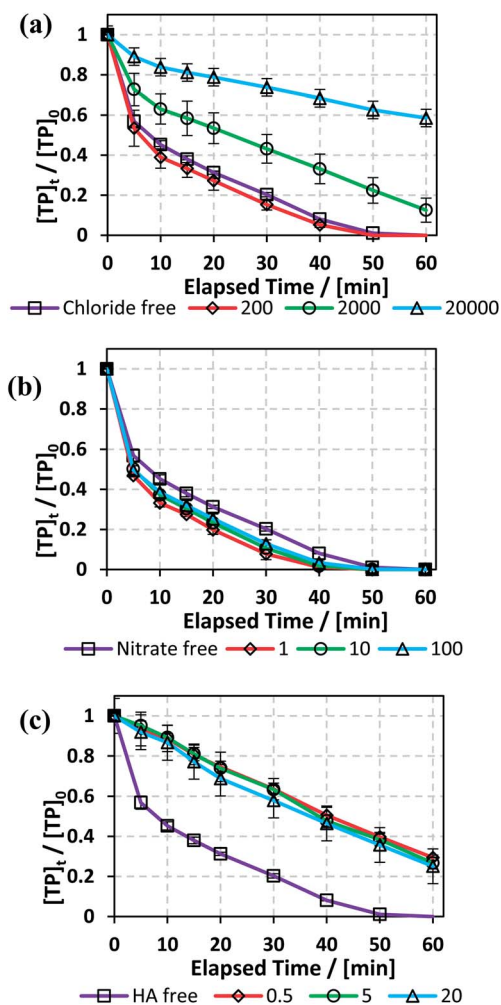 (a)
1
0.8
0.6
0.4
0.2
0
[TP]t / [TP]0
0 10 20 30 40 50 60
Elapsed Time / [min]
Chloride free 200 2000 20000
(b)
1
0.8
0.6
0.4
0.2
0
[TP]t / [TP]0
0 10 20 30 40 50 60
Elapsed Time / [min]
Nitrate free 1 10 100
(c)
1
0.8
0.6
0.4
0.2
0
[TP]t / [TP]0
0 10 20 30 40 50 60
Elapsed Time / [min]
HA free 0.5 5 20